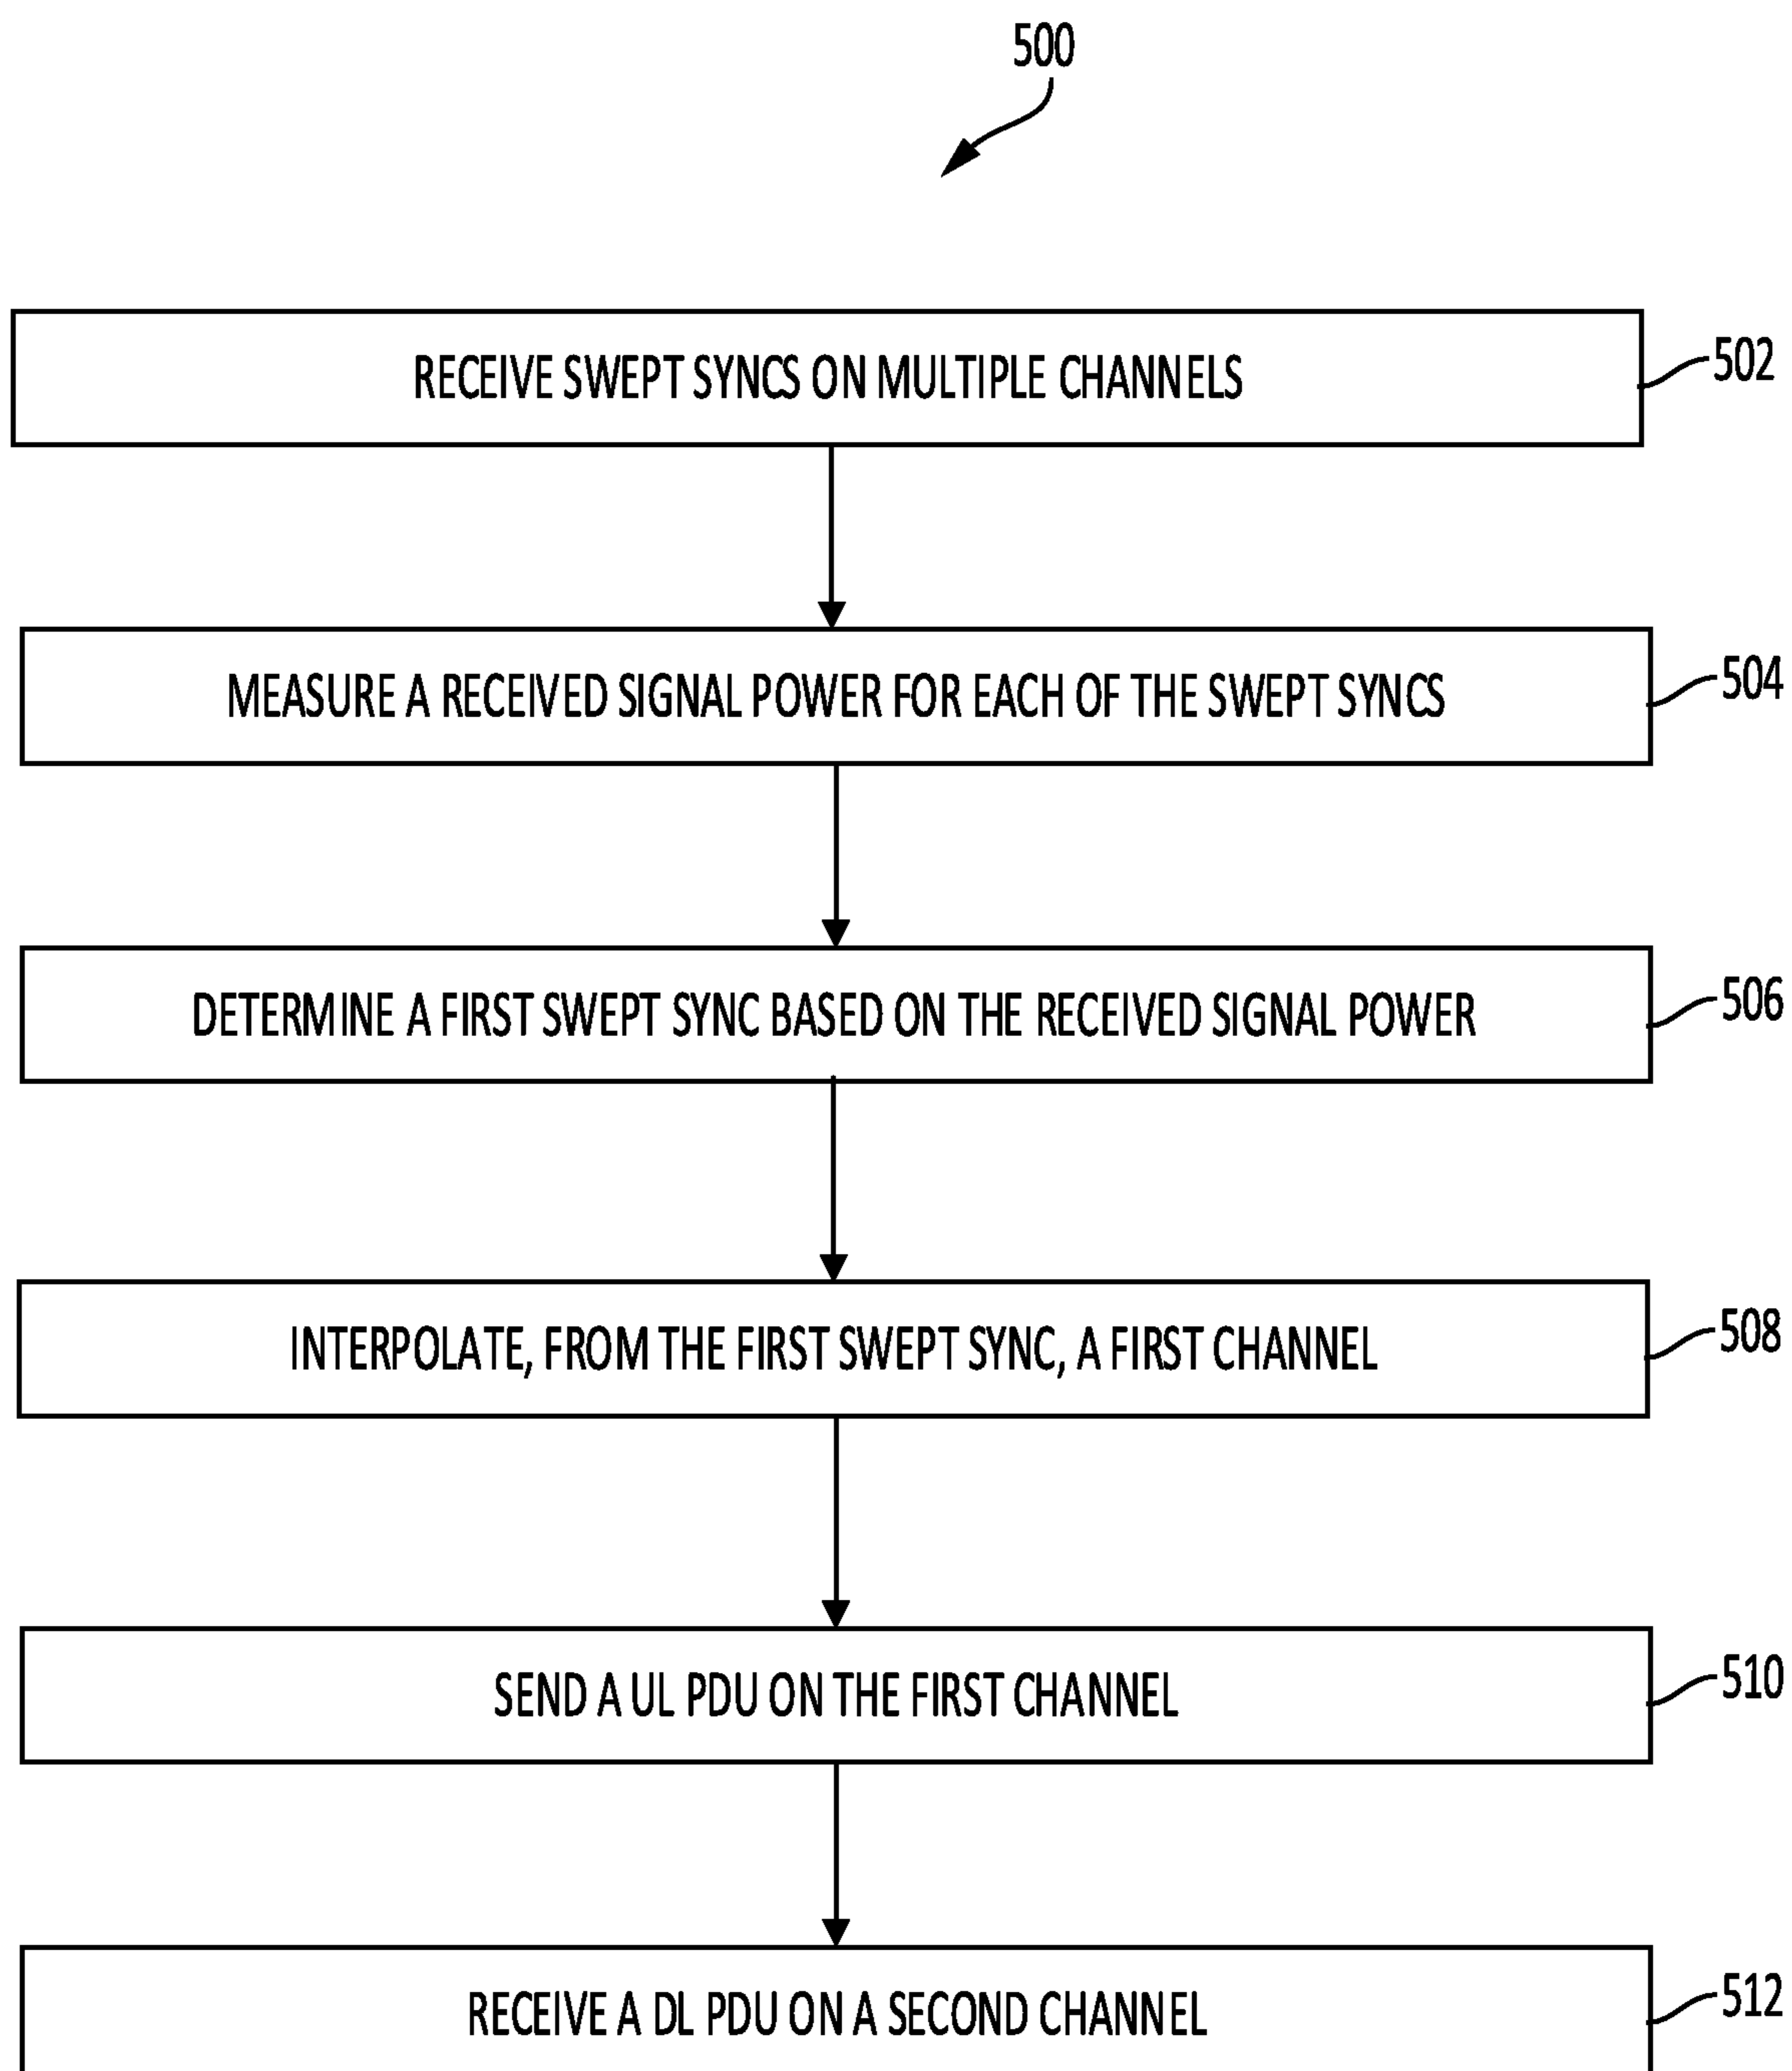 500
RECEIVE SWEPT SYNCS ON MULTIPLE CHANNELS
502
MEASURE A RECEIVED SIGNAL POWER FOR EACH OF THE SWEPT SYNCS
504
DETERMINE A FIRST SWEPT SYNC BASED ON THE RECEIVED SIGNAL POWER
506
INTERPOLATE, FROM THE FIRST SWEPT SYNC, A FIRST CHANNEL
508
SEND A UL PDU ON THE FIRST CHANNEL
510
RECEIVE A DL PDU ON A SECOND CHANNEL
512